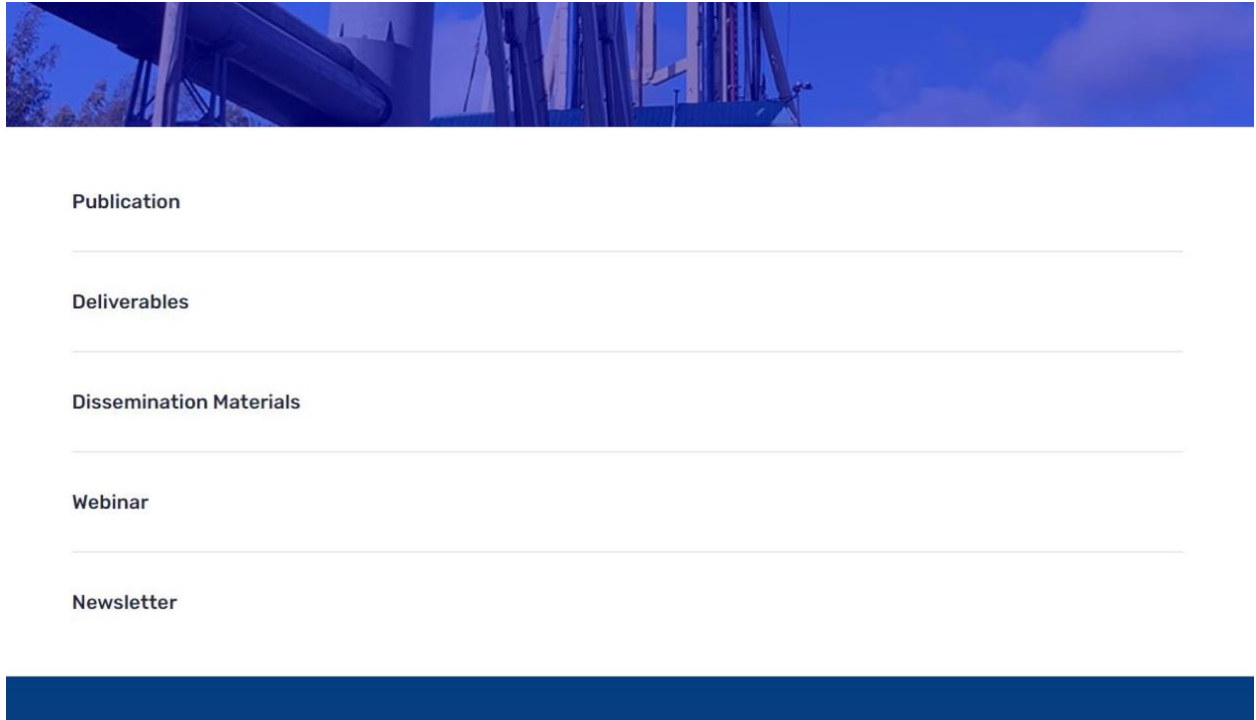 Publication
Deliverables
Dissemination Materials
Webinar
Newsletter